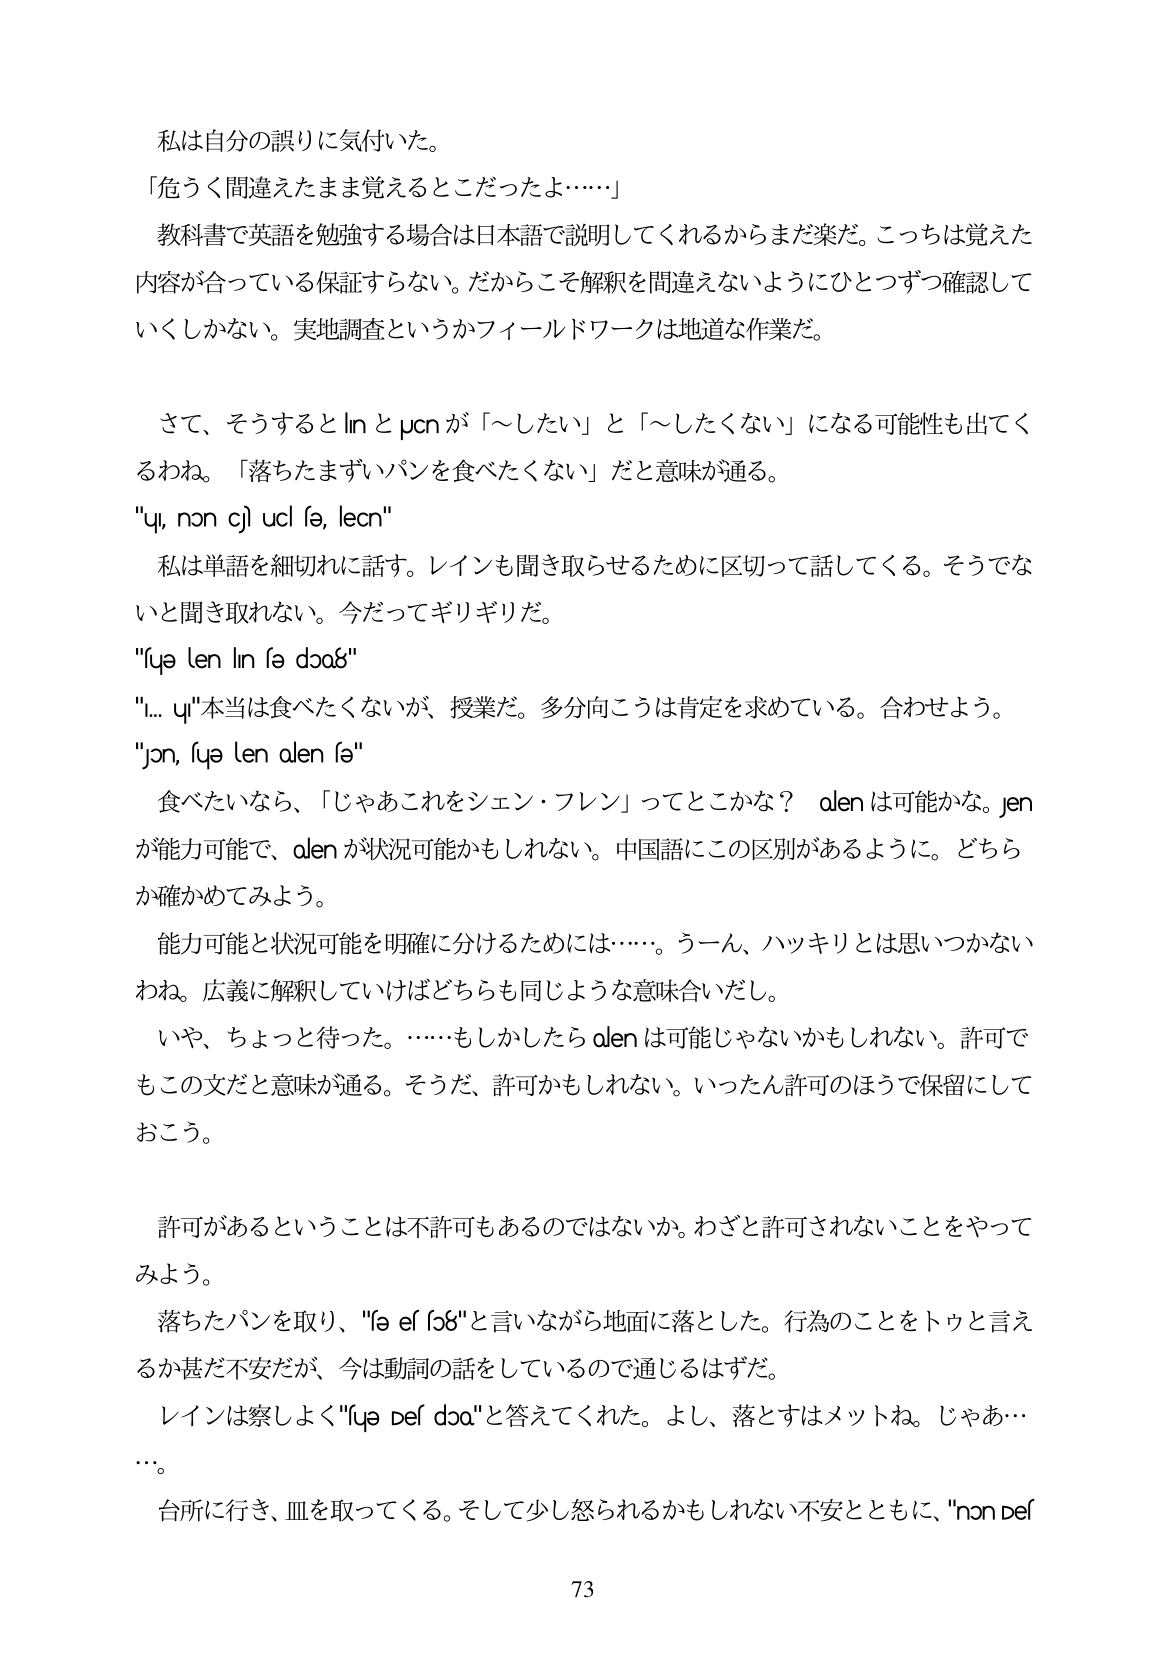 私は自分の誤りに気付いた。
「危うく間違えたまま覚えるとこだったよ……」
教科書で英語を勉強する場合は日本語で説明してくれるからまだ楽だ。こっちは覚えた
内容が合っている保証すらない。だからこそ解釈を間違えないようにひとつずつ確認して
いくしかない。実地調査というかフィールドワークは地道な作業だ。
さて、そうすると lın と μcn が「～したい」と「～したくない」になる可能性も出てく
るわね。「落ちたまずいパンを食べたくない」だと意味が通る。
私は単語を細切れに話す。レインも聞き取らせるために区切って話してくる。そうでな
いと聞き取れない。今だってギリギリだ。
本当は食べたくないが、授業だ。多分向こうは肯定を求めている。合わせよう。
食べたいなら、「じゃあこれをシェン・フレン」ってとこかな？　ɑlen は可能かな。ȷen
が能力可能で、ɑlen が状況可能かもしれない。中国語にこの区別があるように。どちら
か確かめてみよう。
能力可能と状況可能を明確に分けるためには……。うーん、ハッキリとは思いつかない
わね。広義に解釈していけばどちらも同じような意味合いだし。
いや、ちょっと待った。……もしかしたら ɑlen は可能じゃないかもしれない。許可で
もこの文だと意味が通る。そうだ、許可かもしれない。いったん許可のほうで保留にして
おこう。
許可があるということは不許可もあるのではないか。わざと許可されないことをやって
みよう。
落ちたパンを取り、と言いながら地面に落とした。行為のことをトゥと言え
るか甚だ不安だが、今は動詞の話をしているので通じるはずだ。
レインは察しよくと答えてくれた。よし、落とすはメットね。じゃあ…
…。
台所に行き、皿を取ってくる。そして少し怒られるかもしれない不安とともに、
73